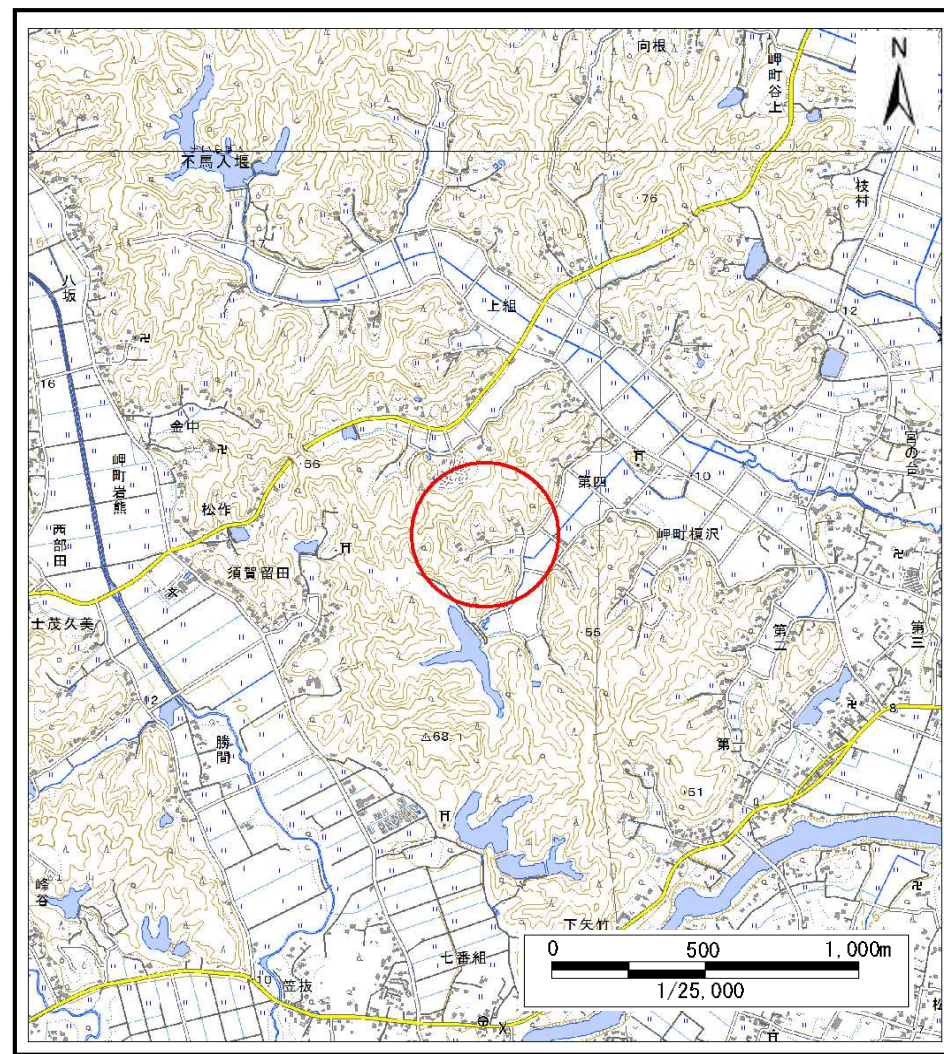 向根
岬町谷上
N
不馬入堰
76
枝村
17
八坂
上組
12
16
金中
宮の台
66
岬町岩熊
第四
10
松作
岬町榎沢
西部田
須賀留田
文
士茂久美
55
第三
12
8
勝間
68
第二
51
峰谷
下矢竹
0 500 1,000m
七番組
10
笠抜
1/25,000
松